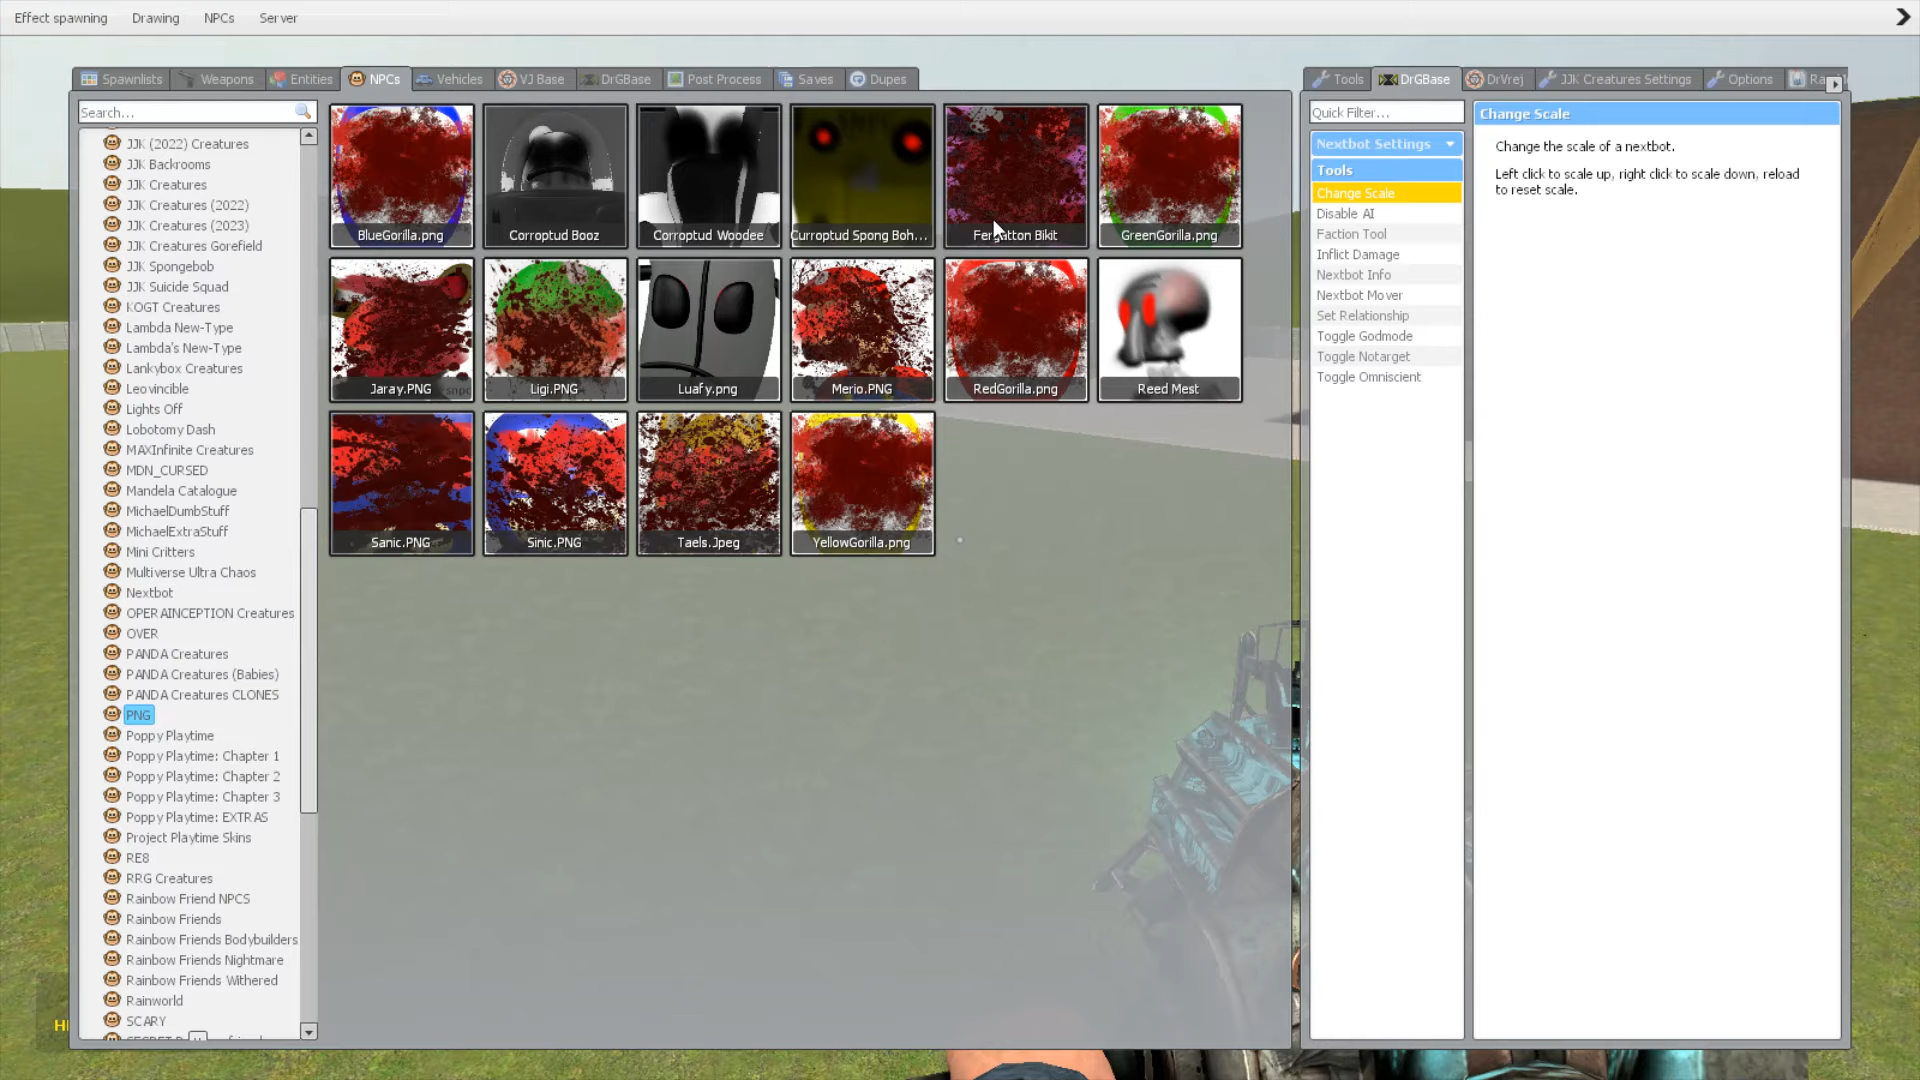 Effect spawning
Drawing
NPCs
Server
Spawnlists
Weapons
Entities
NPCs
Vehicles
VJ Base
DrGBase
Post Process
Saves
Dupes
Search...
JJK (2022) Creatures
JJK Backrooms
JJK Creatures
JJK Creatures (2022)
JJK Creatures (2023)
JJK Creatures Gorefield
JJK Spongebob
JJK Suicide Squad
KOGT Creatures
Lambda New-Type
Lambda's New-Type
Lankybox Creatures
Leovincible
Lights Off
Lobotomy Dash
MAXInfinite Creatures
MDN_CURSED
Mandela Catalogue
MichaelDumbStuff
MichaelExtraStuff
Mini Critters
Multiverse Ultra Chaos
Nextbot
OPERAINCEPTION Creatures
OVER
PANDA Creatures
PANDA Creatures (Babies)
PANDA Creatures CLONES
PNG
Poppy Playtime
Poppy Playtime: Chapter 1
Poppy Playtime: Chapter 2
Poppy Playtime: Chapter 3
Poppy Playtime: EXTRAS
Project Playtime Skins
RE8
RRG Creatures
Rainbow Friend NPCS
Rainbow Friends
Rainbow Friends Bodybuilders
Rainbow Friends Nightmare
Rainbow Friends Withered
Rainworld
SCARY
BlueGorilla.png
Corroptud Booz
Corroptud Woodee
Curroptud Spong Boh...
Fergatton Bikit
GreenGorilla.png
Jaray.PNG
Ligi.PNG
Luafy.png
Merio.PNG
RedGorilla.png
Reed Mest
Sanic.PNG
Sinic.PNG
Taels.Jpeg
YellowGorilla.png
Tools
DrGBase
DrVrej
JJK Creatures Settings
Options
Quick Filter...
Nextbot Settings
Tools
Change Scale
Disable AI
Faction Tool
Inflict Damage
Nextbot Info
Nextbot Mover
Set Relationship
Toggle Godmode
Toggle Notarget
Toggle Omniscient
Change Scale
Change the scale of a nextbot.
Left click to scale up, right click to scale down, reload
to reset scale.